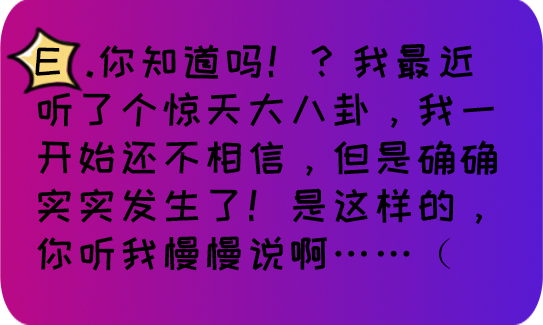 E.你知道吗！？我最近
听了个惊天大八卦，我一
开始还不相信，但是确确
实实发生了！是这样的，
你听我慢慢说啊……（